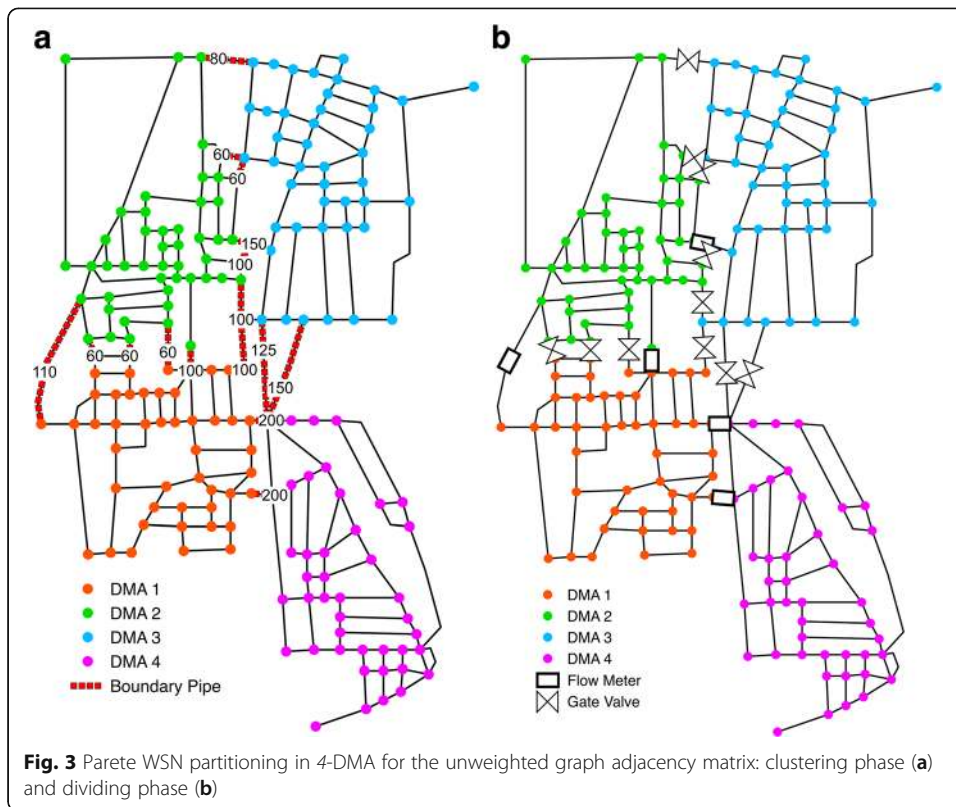 a
b
80
60
60
150
100
100
125
150
110
60
60
60
100
100
200
200
DMA 1
DMA 2
DMA 3
DMA 4
Boundary Pipe
DMA 1
DMA 2
DMA 3
DMA 4
Flow Meter
Gate Valve
Fig. 3 Parete WSN partitioning in 4-DMA for the unweighted graph adjacency matrix: clustering phase (a)
and dividing phase (b)